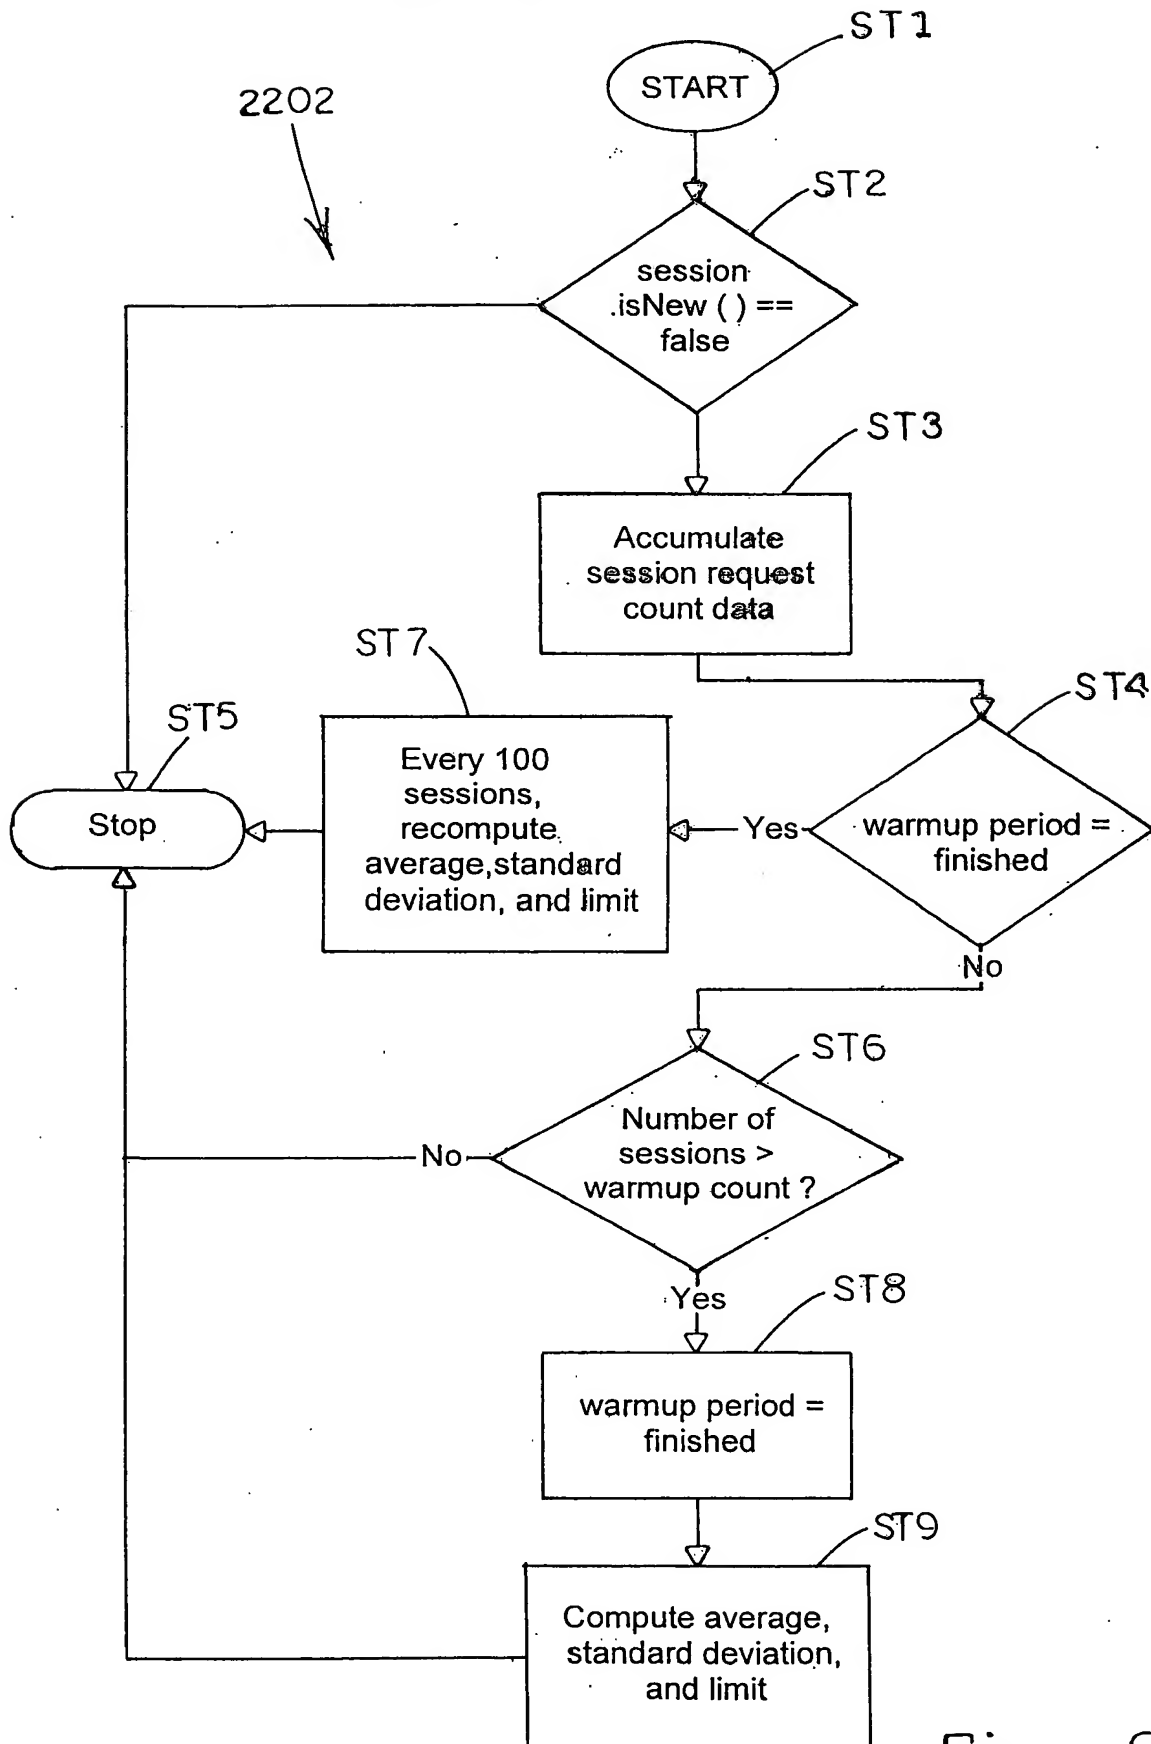 ST1
START
2202
ST2
session
.isNew ( ) ==
false
ST3
Accumulate
session request
count data
ST7
ST4
ST5
Every 100
sessions,
recompute
average,standard
deviation, and limit
Stop
Yes
warmup period =
finished
No
ST6
Number of
sessions >
warmup count ?
No
Yes
ST8
warmup period =
finished
ST9
Compute average,
standard deviation,
and limit